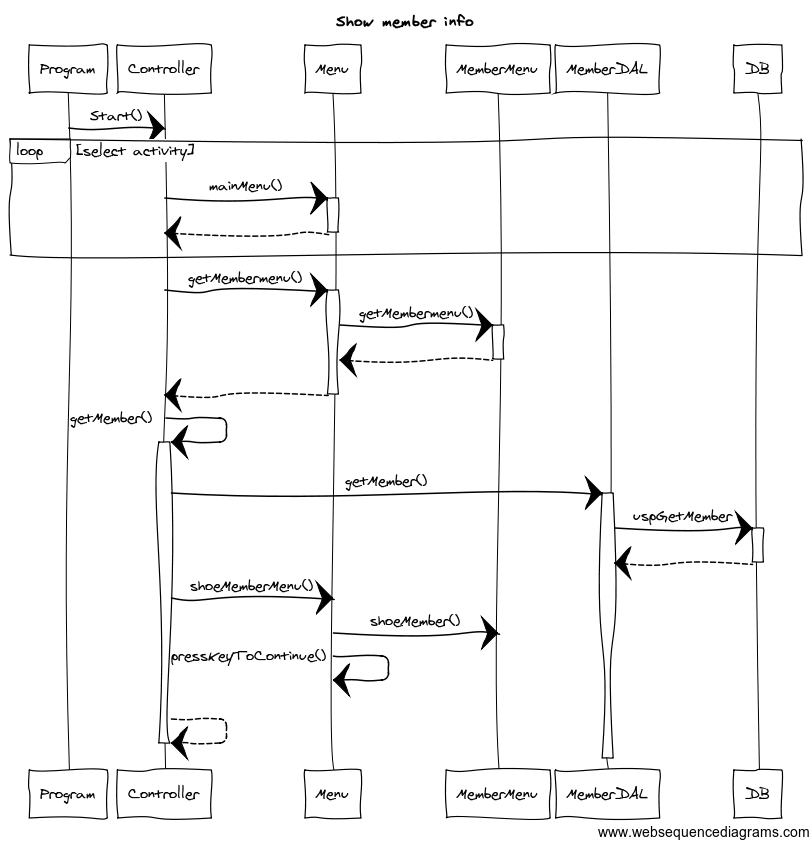 Show member info
Program Controller Menu MemberMenu MemberDAL DB
Start()
loop [select activity]
mainMenu()
getMembermenu()
getMembermenu()
getMember()
getMember()
uspGetMember
shoeMemberMenu()
shoeMember()
pressKeyToContinue()
Program Controller Menu MemberMenu MemberDAL DB
www.websequencediagrams.com